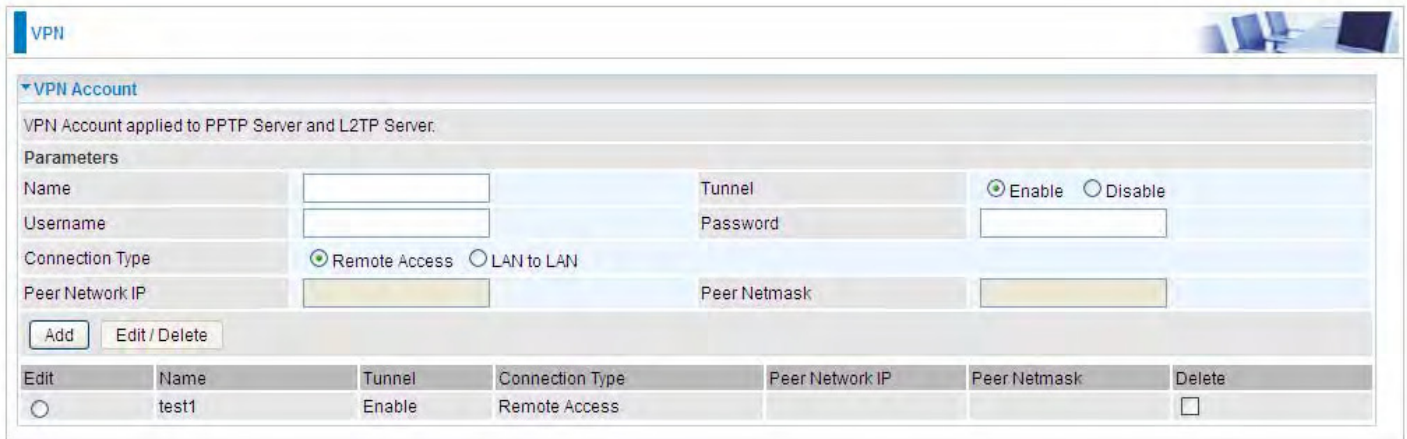 VPN
VPN Account
VPN Account applied to PPTP Server and L2TP Server.
Parameters
Name Tunnel Enable Disable
Username Password
Connection Type Remote Access LAN to LAN
Peer Network IP Peer Netmask
Add Edit / Delete
Edit Name Tunnel Connection Type Peer Network IP Peer Netmask Delete
test1 Enable Remote Access